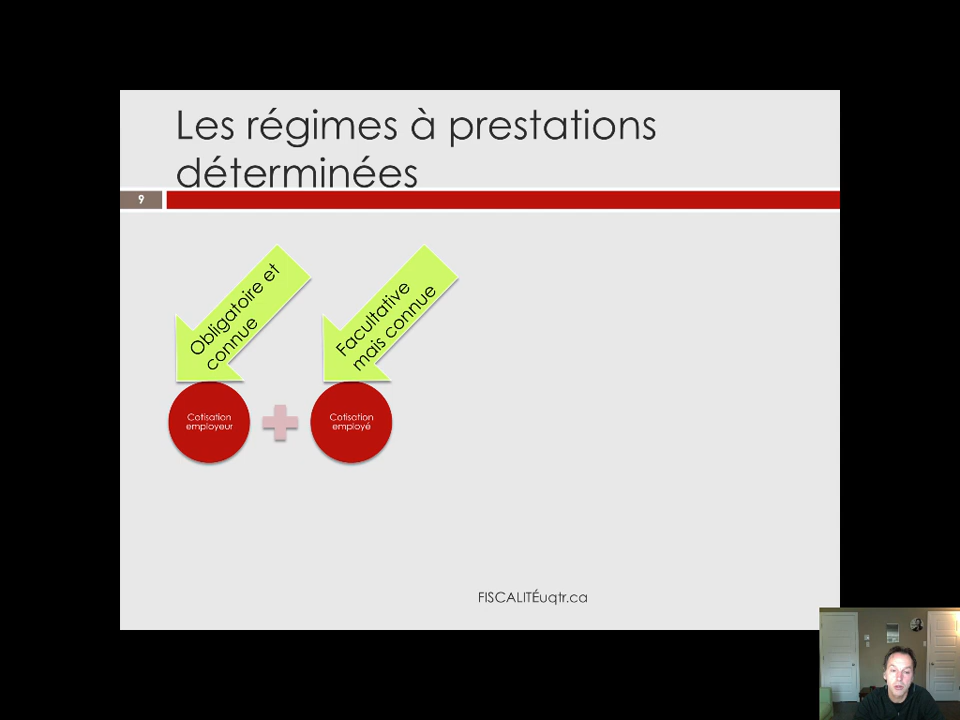 Les régimes à prestations
déterminées
9
Obligatoire et
connue
Facultative
mais connue
Cotisation
employeur
Cotisation
employé
FISCALITÉuqtr.ca